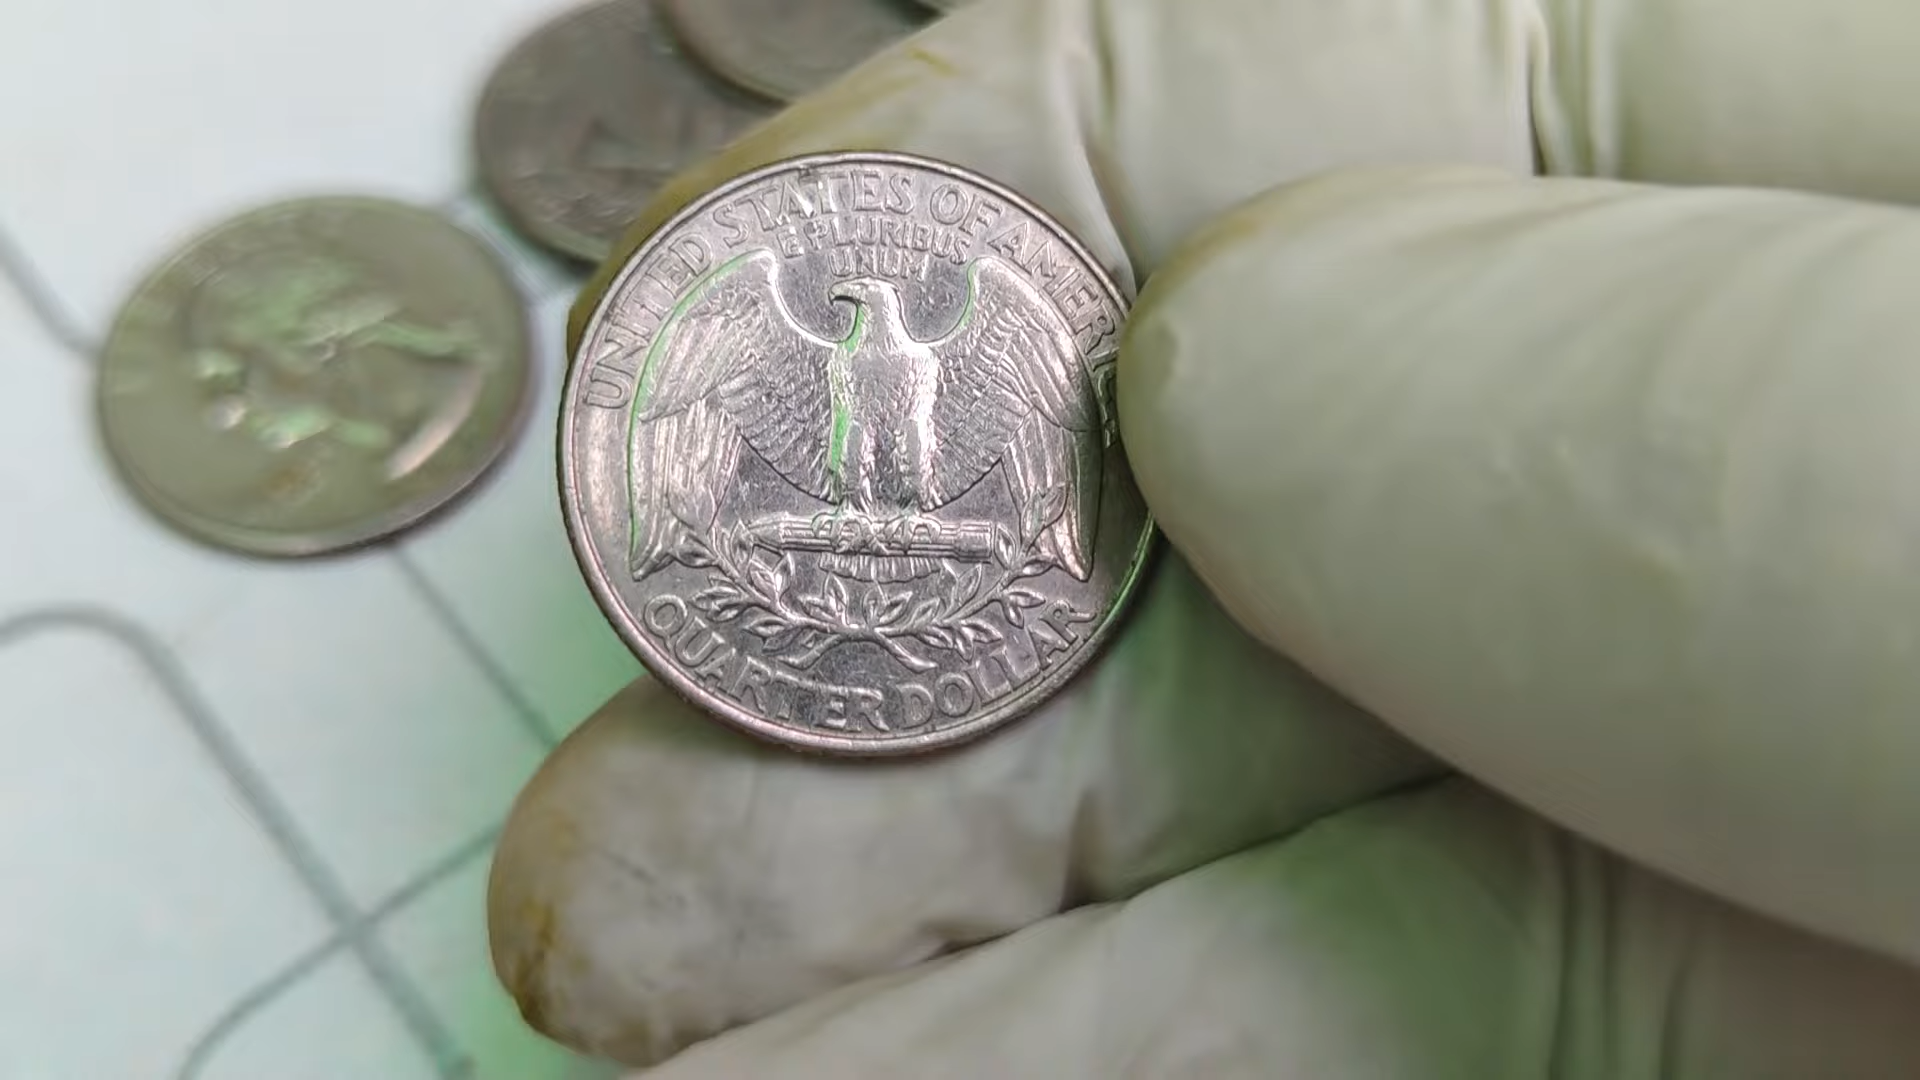 UNITED STATES OF AMERICA
E PLURIBUS
UNUM
QUARTER DOLLAR